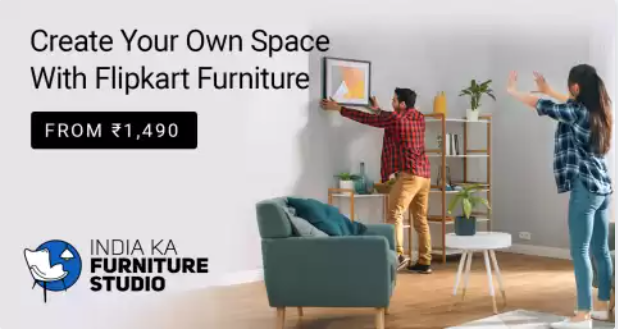 Create Your Own Space
With Flipkart Furniture
FROM ₹1,490
INDIA KA
FURNITURE
STUDIO